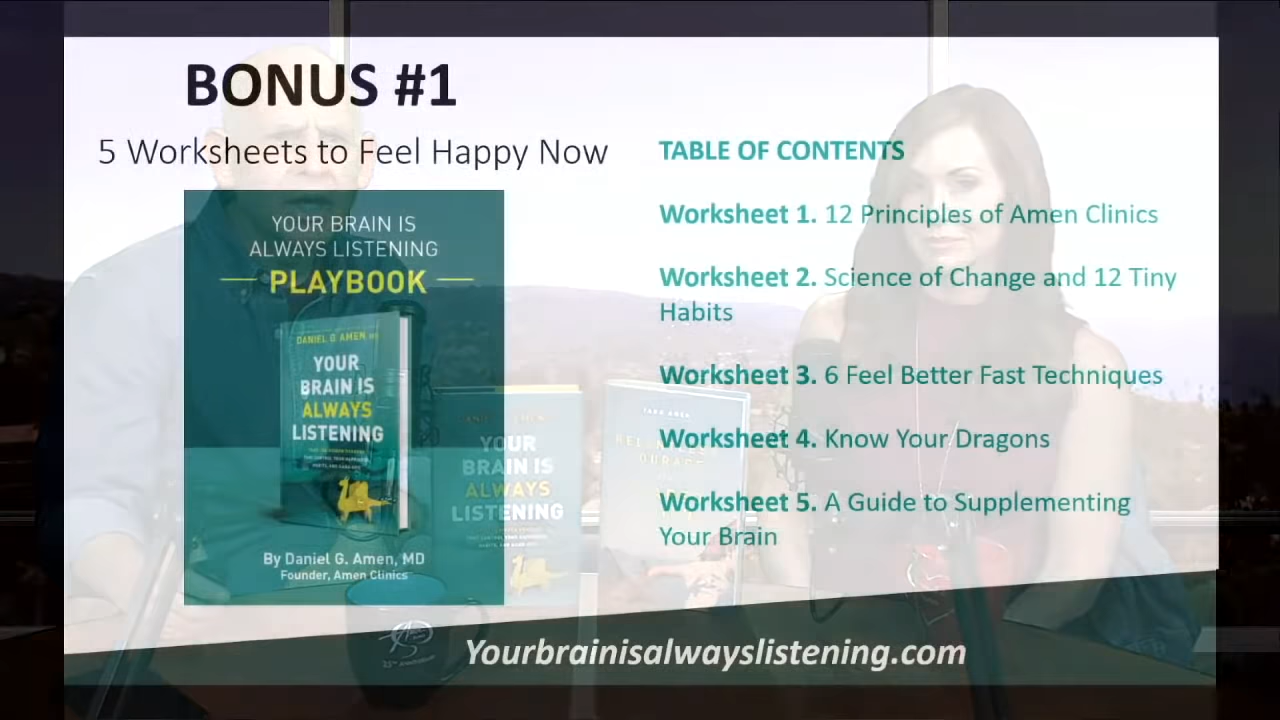 BONUS #1
5 Worksheets to Feel Happy Now
YOUR BRAIN IS
ALWAYS LISTENING
PLAYBOOK
DANIEL G. AMEN, MD
YOUR
BRAIN IS
ALWAYS
LISTENING
By Daniel G. Amen, MD
Founder, Amen Clinics
TABLE OF CONTENTS
Worksheet 1. 12 Principles of Amen Clinics
Worksheet 2. Science of Change and 12 Tiny
Habits
Worksheet 3. 6 Feel Better Fast Techniques
Worksheet 4. Know Your Dragons
Worksheet 5. A Guide to Supplementing
Your Brain
YOUR
BRAIN IS
ALWAYS
LISTENING
TANA AMEN
Yourbrainisalwayslistening.com